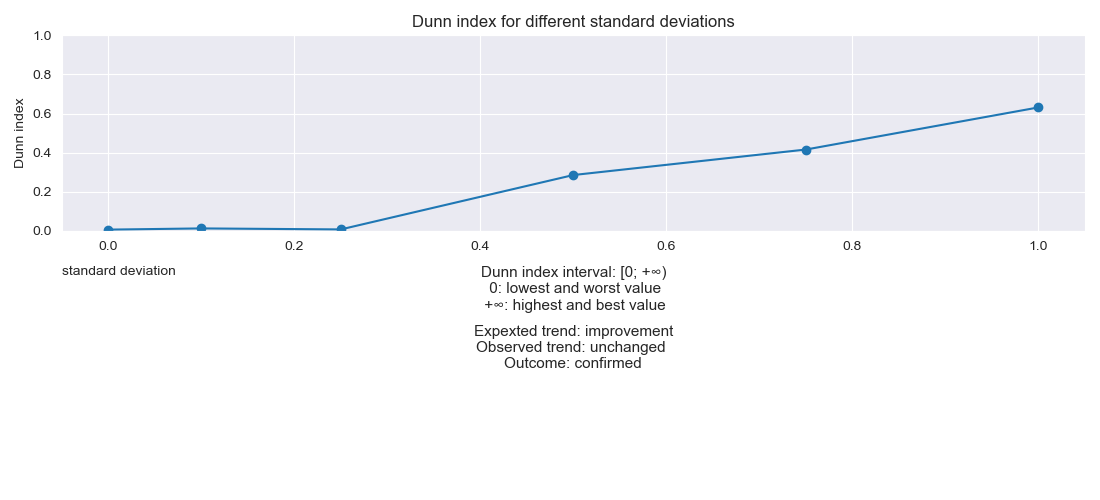 Dunn index for different standard deviations
1.0
0.8
0.6
0.4
0.2
0.0
Dunn index
0.0 0.2 0.4 0.6 0.8 1.0
standard deviation
Dunn index interval: [0; +∞)
0: lowest and worst value
+∞: highest and best value
Expexted trend: improvement
Observed trend: unchanged
Outcome: confirmed